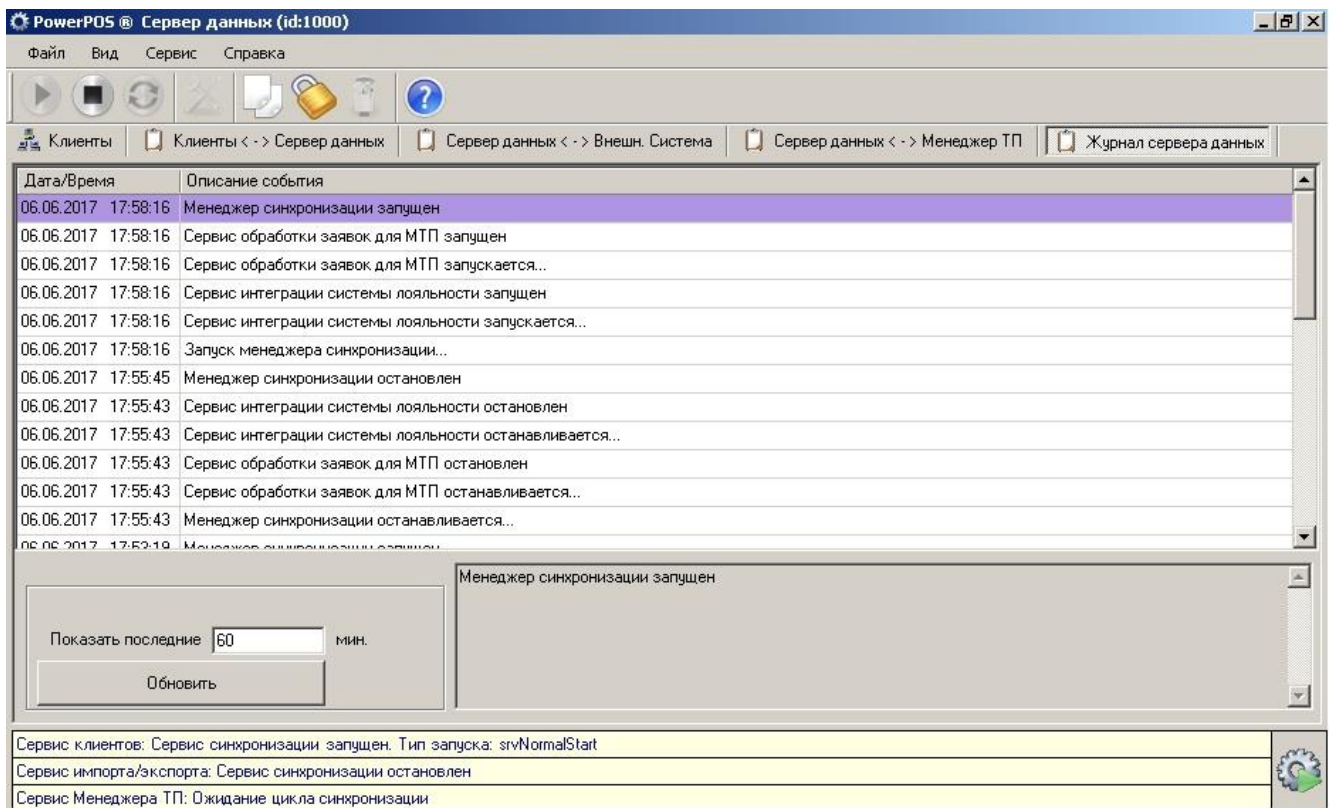 PowerPOS ® Сервер данных (id:1000)
Файл Вид Сервис Справка
Клиенты Клиенты < - > Сервер данных Сервер данных < - > Внешн. Система Сервер данных < - > Менеджер ТП Журнал сервера данных
Дата/Время Описание события
06.06.2017 17:58:16 Менеджер синхронизации запущен
06.06.2017 17:58:16 Сервис обработки заявок для МТП запущен
06.06.2017 17:58:16 Сервис обработки заявок для МТП запускается...
06.06.2017 17:58:16 Сервис интеграции системы лояльности запущен
06.06.2017 17:58:16 Сервис интеграции системы лояльности запускается...
06.06.2017 17:58:16 Запуск менеджера синхронизации...
06.06.2017 17:55:45 Менеджер синхронизации остановлен
06.06.2017 17:55:43 Сервис интеграции системы лояльности остановлен
06.06.2017 17:55:43 Сервис интеграции системы лояльности останавливается...
06.06.2017 17:55:43 Сервис обработки заявок для МТП остановлен
06.06.2017 17:55:43 Сервис обработки заявок для МТП останавливается...
06.06.2017 17:55:43 Менеджер синхронизации останавливается...
06.06.2017 17:52:19 Менеджер синхронизации запущен
Менеджер синхронизации запущен
Показать последние 60 мин.
Обновить
Сервис клиентов: Сервис синхронизации запущен. Тип запуска: srvNormalStart
Сервис импорта/экспорта: Сервис синхронизации остановлен
Сервис Менеджера ТП: Ожидание цикла синхронизации